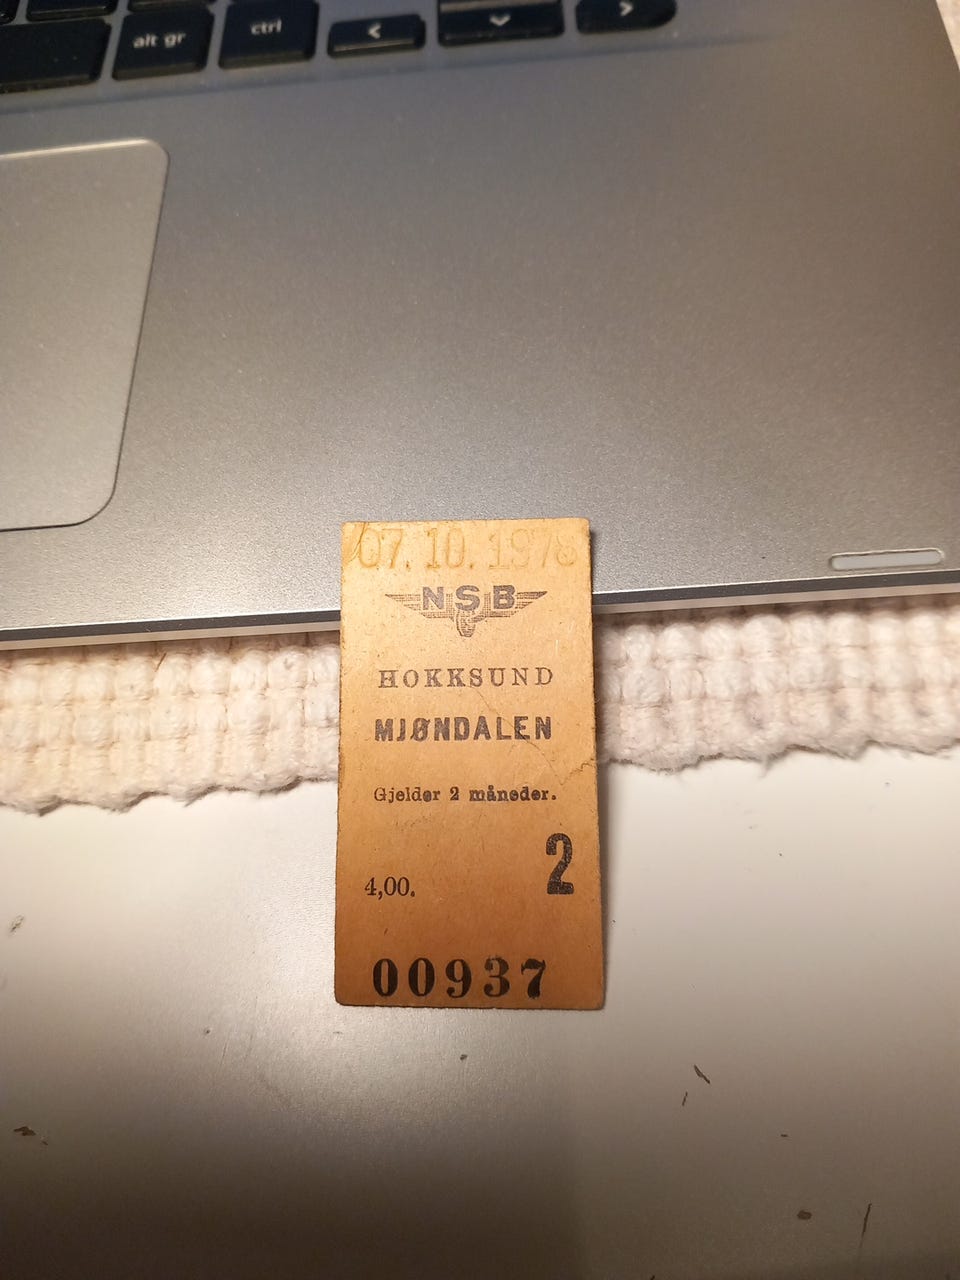 alt gr
ctrl
<
⌄
>
07.10.1978
NSB
HOKKSUND
MJØNDALEN
Gjelder 2 måneder.
2
4,00.
00937